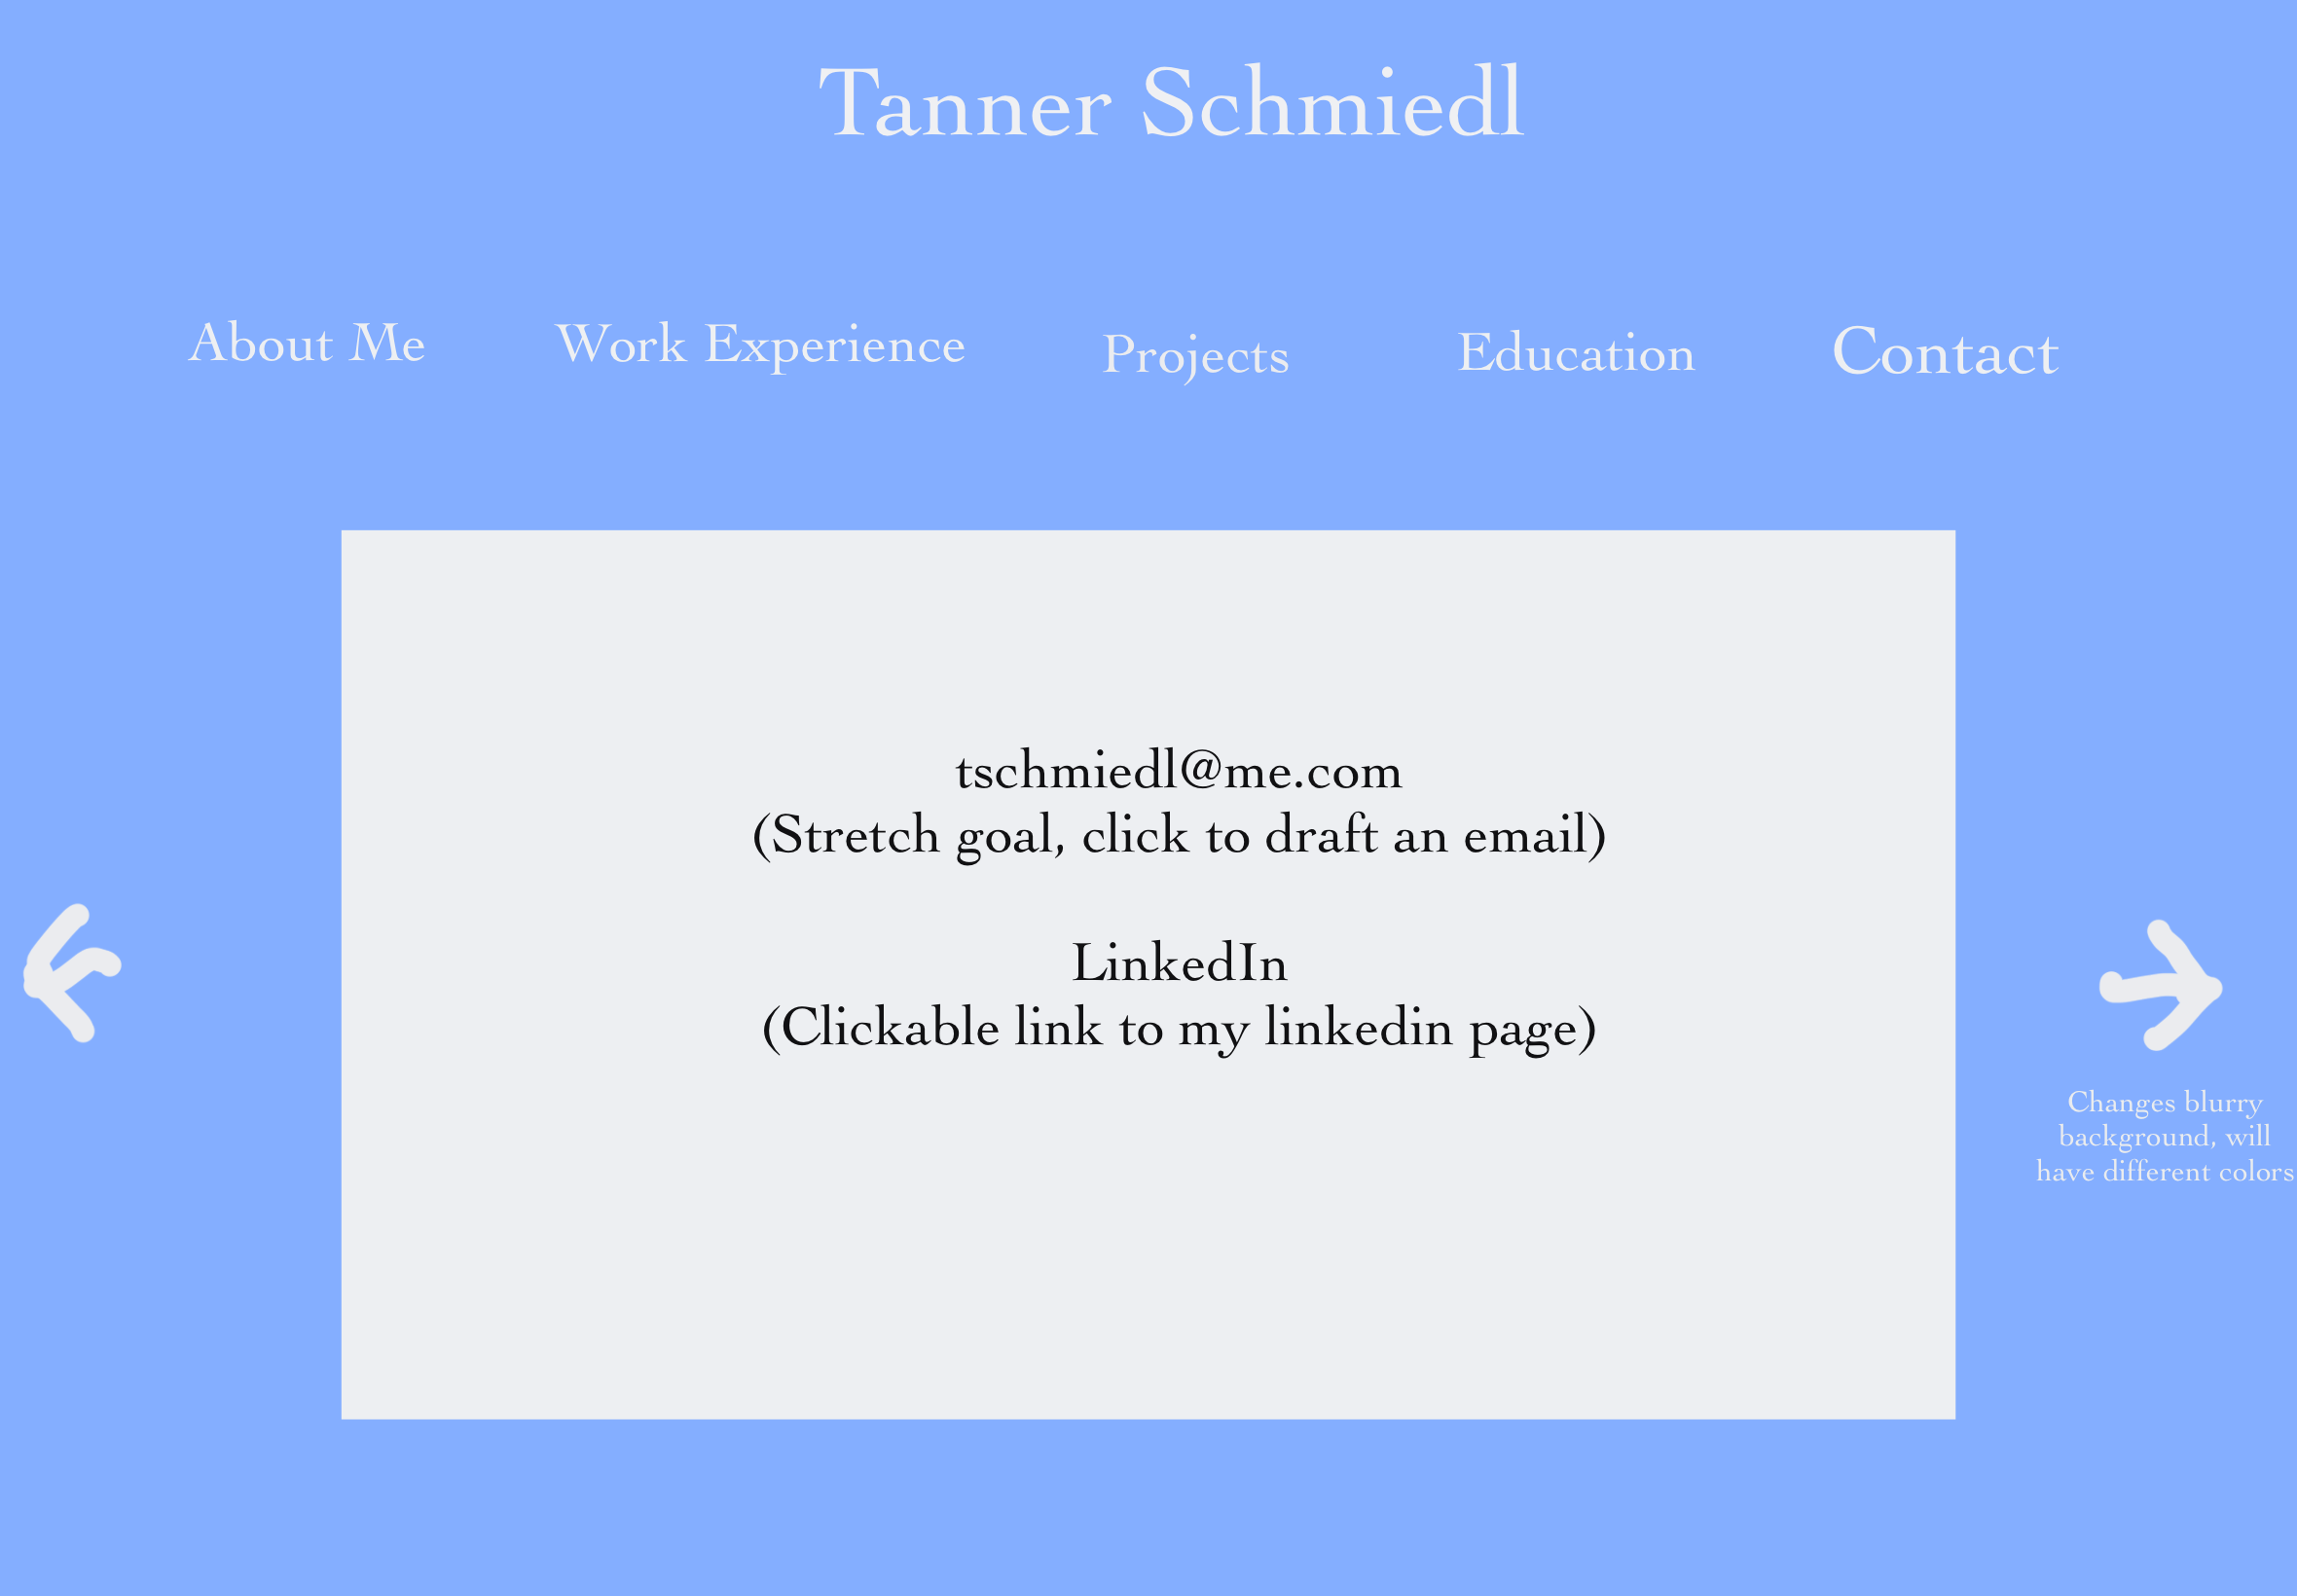 Tanner Schmiedl
About Me Work Experience Projects Education Contact
tschmiedl@me.com
(Stretch goal, click to draft an email)
LinkedIn
(Clickable link to my linkedin page)
Changes blurry
background, will
have different colors